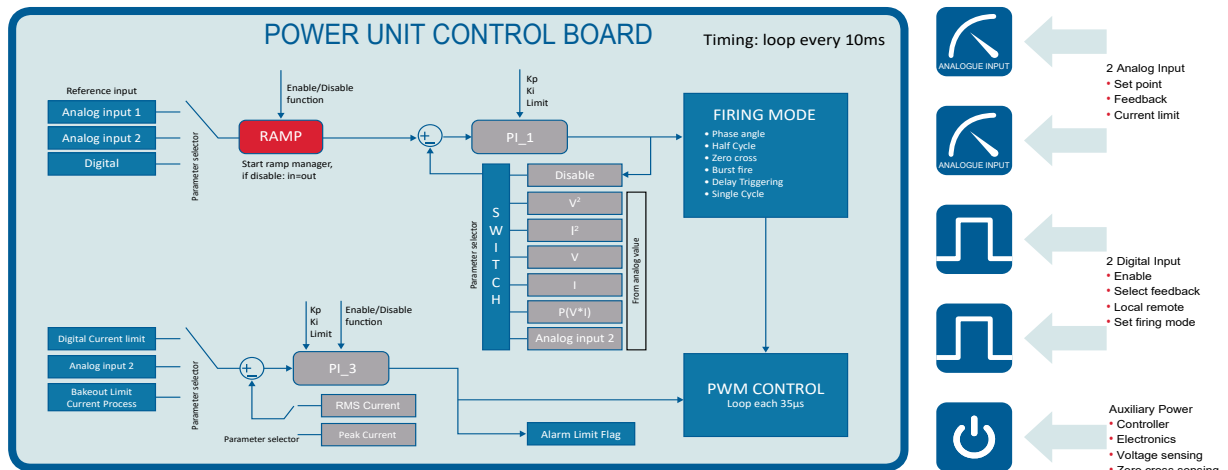 POWER UNIT CONTROL BOARD
Timing: loop every 10ms
Reference input
Analog input 1
Analog input 2
Digital
Parameter selector
Enable/Disable
function
RAMP
Start ramp manager,
if disable: in=out
Kp
Ki
Limit
PI_1
Parameter selector
SWITCH
Disable
V²
I²
V
I
P(V*I)
Analog input 2
From analog value
FIRING MODE
• Phase angle
• Half Cycle
• Zero cross
• Burst fire
• Delay Triggering
• Single Cycle
Digital Current limit
Analog input 2
Bakeout Limit
Current Process
Parameter selector
Kp
Ki
Limit
Enable/Disable
function
PI_3
RMS Current
Peak Current
Parameter selector
Alarm Limit Flag
PWM CONTROL
Loop each 35µs
ANALOGUE INPUT
ANALOGUE INPUT
2 Analog Input
• Set point
• Feedback
• Current limit
2 Digital Input
• Enable
• Select feedback
• Local remote
• Set firing mode
Auxiliary Power
• Controller
• Electronics
• Voltage sensing
• Zero cross sensing